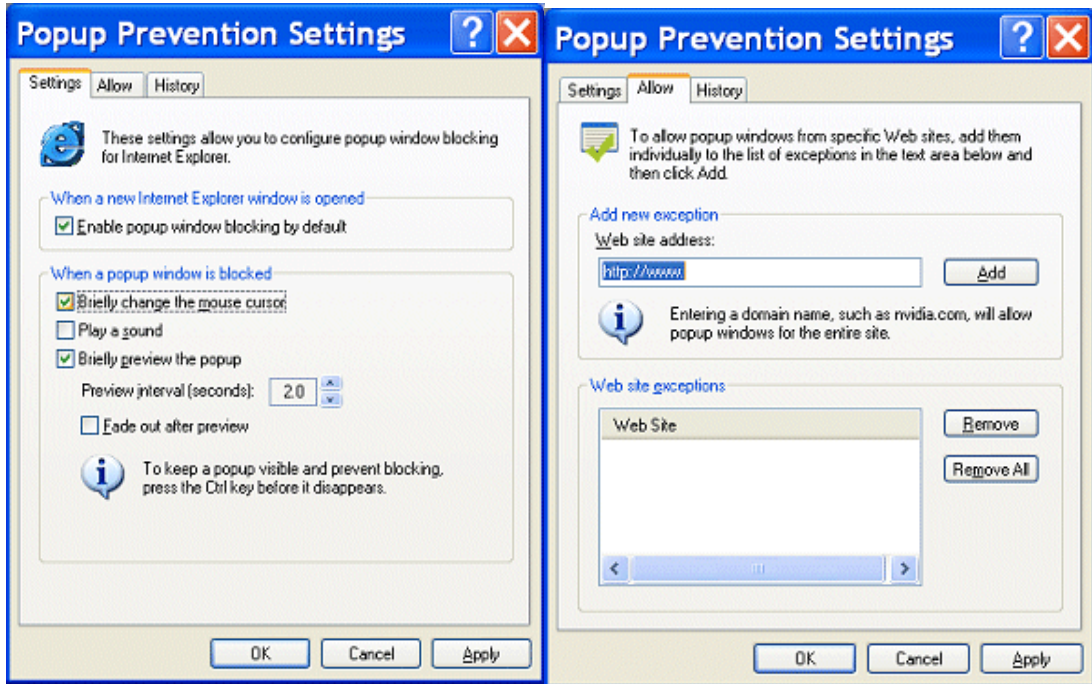 Popup Prevention Settings
Settings Allow History
These settings allow you to configure popup window blocking
for Internet Explorer.
When a new Internet Explorer window is opened
Enable popup window blocking by default
When a popup window is blocked
Briefly change the mouse cursor
Play a sound
Briefly preview the popup
Preview interval (seconds): 2.0
Fade out after preview
To keep a popup visible and prevent blocking,
press the Ctrl key before it disappears.
OK Cancel Apply
Popup Prevention Settings
Settings Allow History
To allow popup windows from specific Web sites, add them
individually to the list of exceptions in the text area below and
then click Add.
Add new exception
Web site address:
http://www. Add
Entering a domain name, such as nvidia.com, will allow
popup windows for the entire site.
Web site exceptions
Web Site
Remove
Remove All
OK Cancel Apply